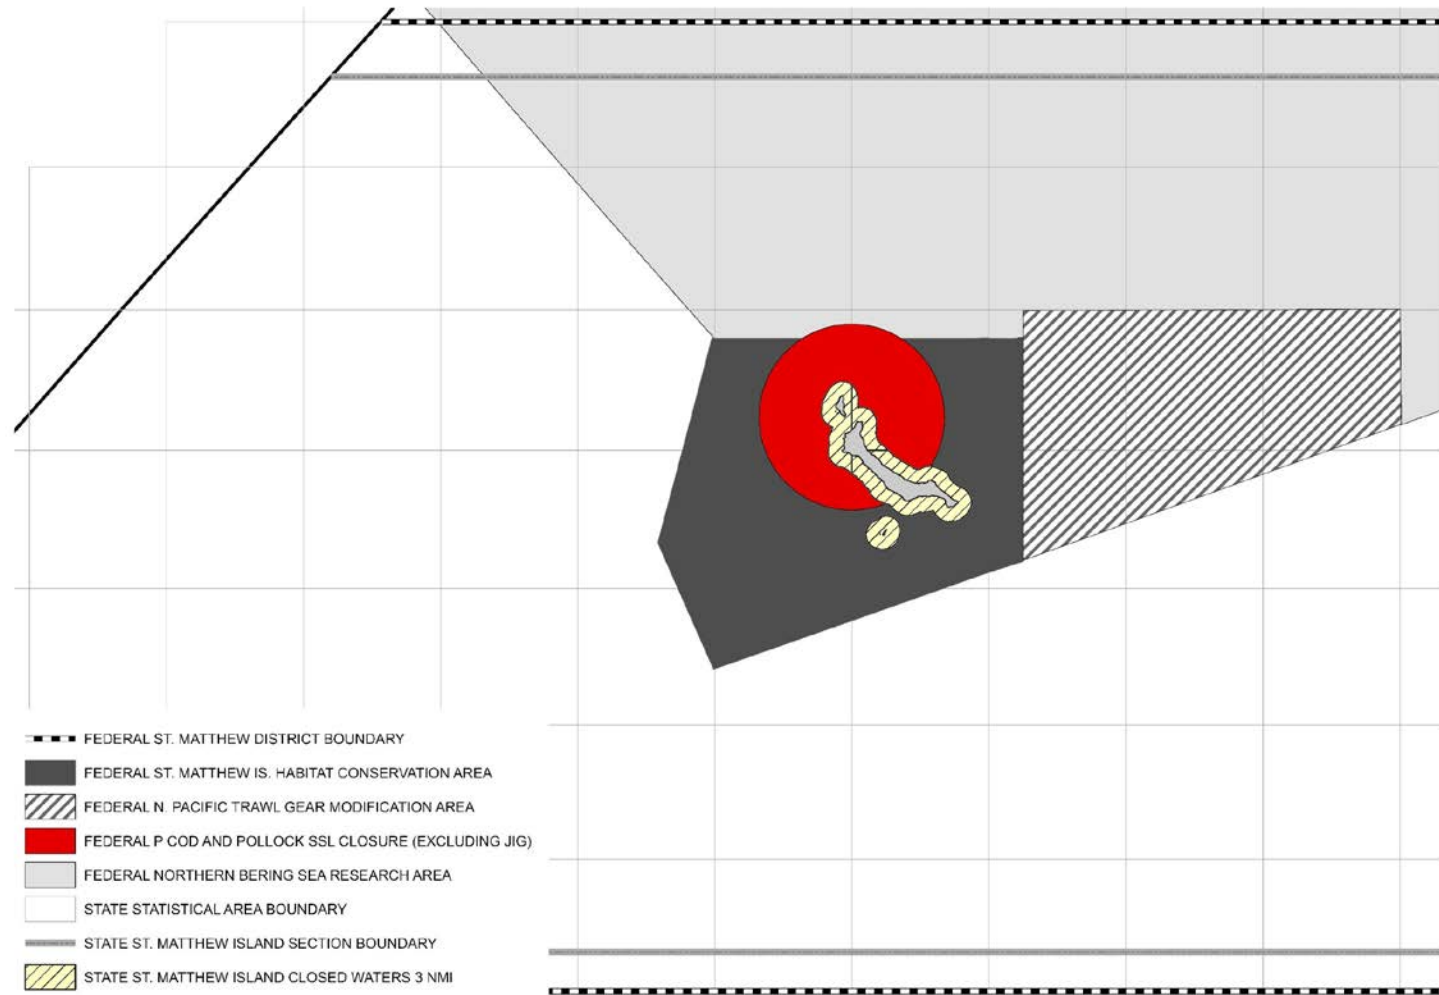 FEDERAL ST. MATTHEW DISTRICT BOUNDARY
FEDERAL ST. MATTHEW IS. HABITAT CONSERVATION AREA
FEDERAL N. PACIFIC TRAWL GEAR MODIFICATION AREA
FEDERAL P COD AND POLLOCK SSL CLOSURE (EXCLUDING JIG)
FEDERAL NORTHERN BERING SEA RESEARCH AREA
STATE STATISTICAL AREA BOUNDARY
STATE ST. MATTHEW ISLAND SECTION BOUNDARY
STATE ST. MATTHEW ISLAND CLOSED WATERS 3 NMI